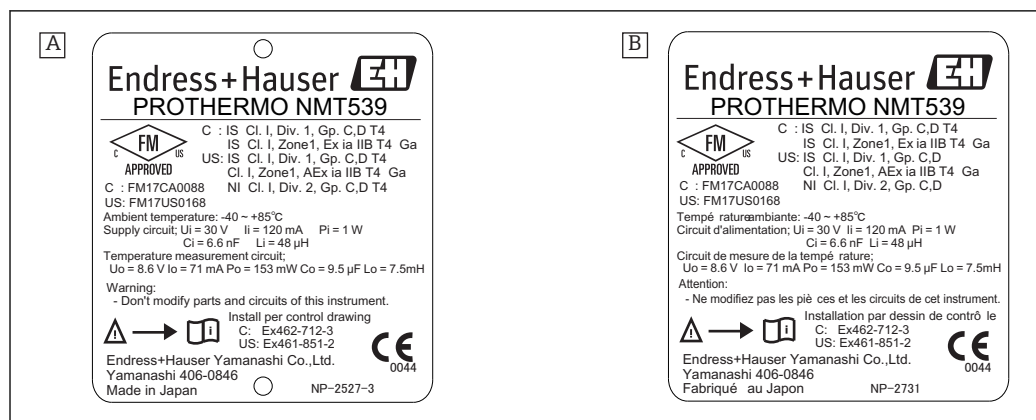 A
Endress+Hauser EH
PROTHERMO NMT539
FM
C US
APPROVED
C : IS Cl. I, Div. 1, Gp. C,D T4
IS Cl. I, Zone1, Ex ia IIB T4 Ga
US: IS Cl. I, Div. 1, Gp. C,D T4
Cl. I, Zone1, AEx ia IIB T4 Ga
NI Cl. I, Div. 2, Gp. C,D T4
C : FM17CA0088
US: FM17US0168
Ambient temperature: -40 ~ +85°C
Supply circuit; Ui = 30 V Ii = 120 mA Pi = 1 W
Ci = 6.6 nF Li = 48 µH
Temperature measurement circuit;
Uo = 8.6 V Io = 71 mA Po = 153 mW Co = 9.5 µF Lo = 7.5mH
Warning:
- Don't modify parts and circuits of this instrument.
Install per control drawing
C: Ex462-712-3
US: Ex461-851-2
CE
0044
Endress+Hauser Yamanashi Co.,Ltd.
Yamanashi 406-0846
Made in Japan NP-2527-3
B
Endress+Hauser EH
PROTHERMO NMT539
FM
C US
APPROVED
C : IS Cl. I, Div. 1, Gp. C,D T4
IS Cl. I, Zone1, Ex ia IIB T4 Ga
US: IS Cl. I, Div. 1, Gp. C,D
Cl. I, Zone1, AEx ia IIB T4 Ga
NI Cl. I, Div. 2, Gp. C,D
C : FM17CA0088
US: FM17US0168
Tempé rature ambiante: -40 ~ +85°C
Circuit d'alimentation; Ui = 30 V Ii = 120 mA Pi = 1 W
Ci = 6.6 nF Li = 48 µH
Circuit de mesure de la tempé rature;
Uo = 8.6 V Io = 71 mA Po = 153 mW Co = 9.5 µF Lo = 7.5mH
Attention:
- Ne modifiez pas les piè ces et les circuits de cet instrument.
Installation par dessin de contrô le
C: Ex462-712-3
US: Ex461-851-2
CE
0044
Endress+Hauser Yamanashi Co.,Ltd.
Yamanashi 406-0846
Fabriqué au Japon NP-2731